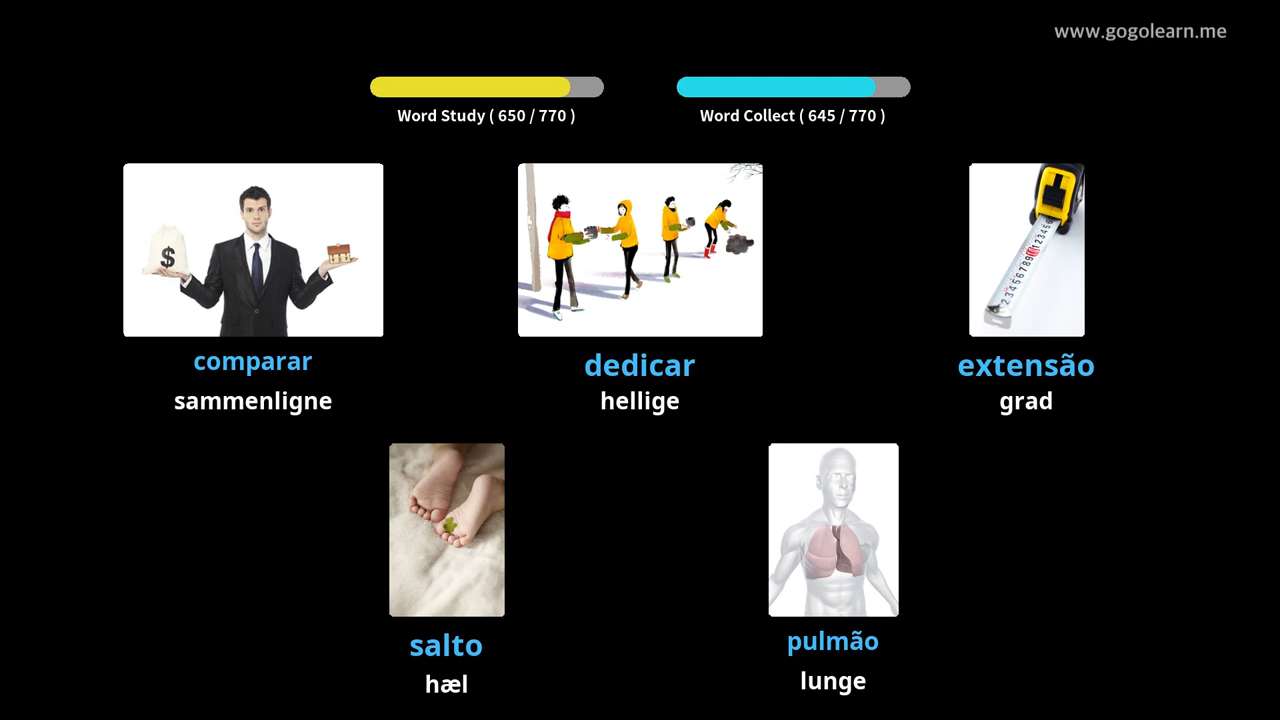 www.gogolearn.me
Word Study ( 650 / 770 )
Word Collect ( 645 / 770 )
$
comparar
sammenligne
dedicar
hellige
extensão
grad
salto
hæl
pulmão
lunge